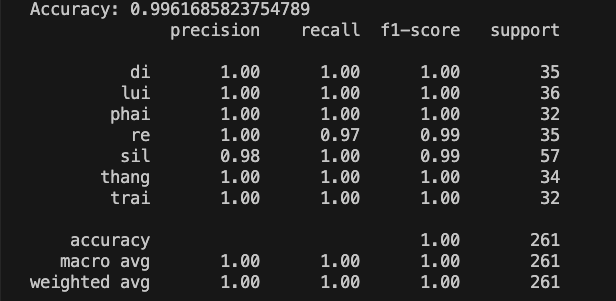 Accuracy: 0.9961685823754789
precision recall f1-score support
di 1.00 1.00 1.00 35
lui 1.00 1.00 1.00 36
phai 1.00 1.00 1.00 32
re 1.00 0.97 0.99 35
sil 0.98 1.00 0.99 57
thang 1.00 1.00 1.00 34
trai 1.00 1.00 1.00 32
accuracy 1.00 261
macro avg 1.00 1.00 1.00 261
weighted avg 1.00 1.00 1.00 261